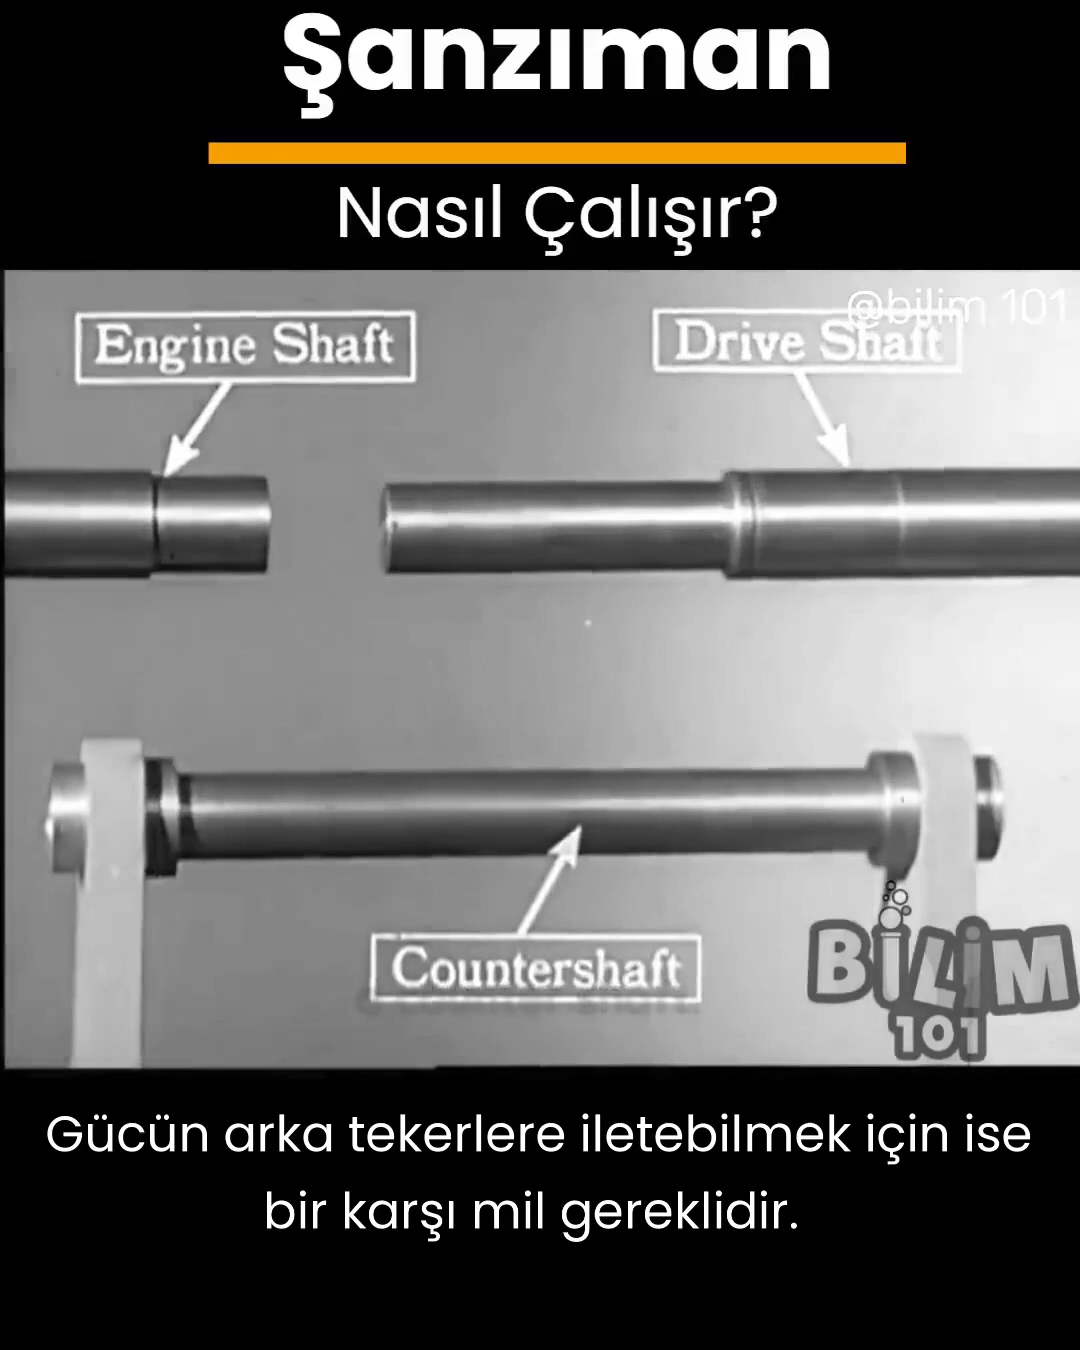 Şanzıman
Nasıl Çalışır?
@bilim 101
Engine Shaft
Drive Shaft
Countershaft
BİLİM
101
Gücün arka tekerlere iletebilmek için ise
bir karşı mil gereklidir.